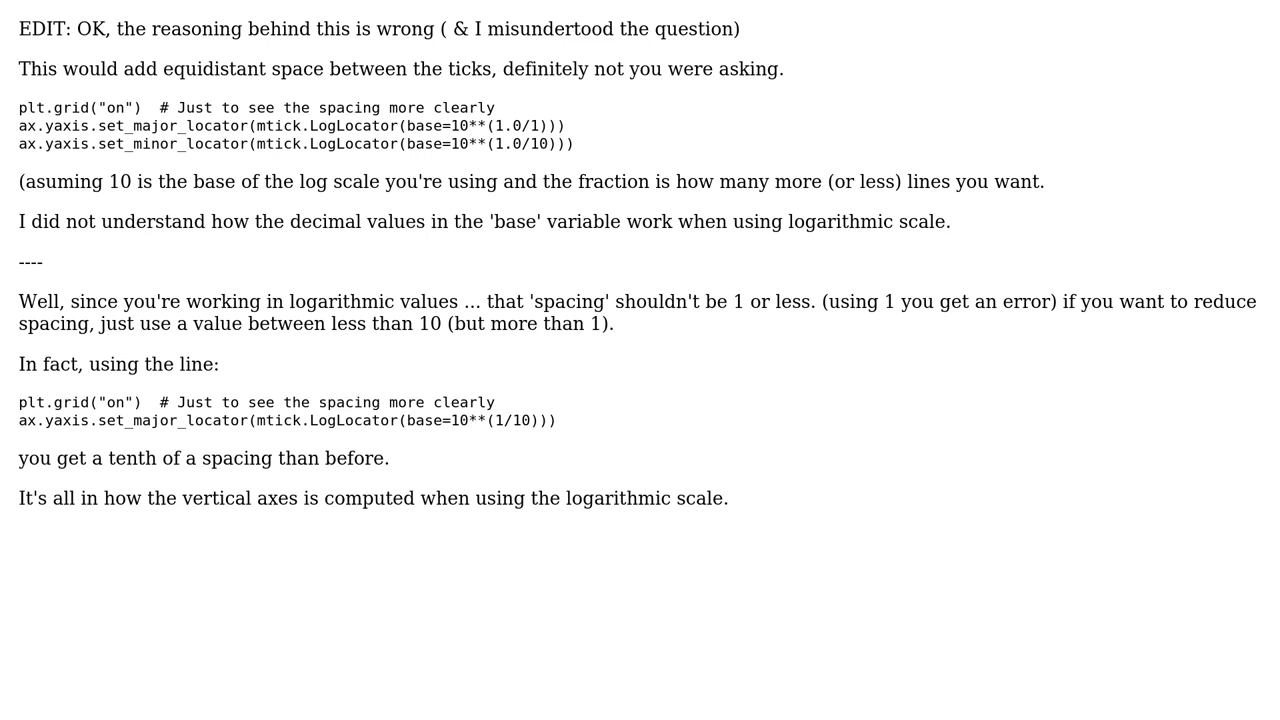 EDIT: OK, the reasoning behind this is wrong ( & I misundertood the question)
This would add equidistant space between the ticks, definitely not you were asking.
plt.grid("on")  # Just to see the spacing more clearly
ax.yaxis.set_major_locator(mtick.LogLocator(base=10**(1.0/1)))
ax.yaxis.set_minor_locator(mtick.LogLocator(base=10**(1.0/10)))
(asuming 10 is the base of the log scale you're using and the fraction is how many more (or less) lines you want.
I did not understand how the decimal values in the 'base' variable work when using logarithmic scale.
----
Well, since you're working in logarithmic values ... that 'spacing' shouldn't be 1 or less. (using 1 you get an error) if you want to reduce
spacing, just use a value between less than 10 (but more than 1).
In fact, using the line:
plt.grid("on")  # Just to see the spacing more clearly
ax.yaxis.set_major_locator(mtick.LogLocator(base=10**(1/10)))
you get a tenth of a spacing than before.
It's all in how the vertical axes is computed when using the logarithmic scale.